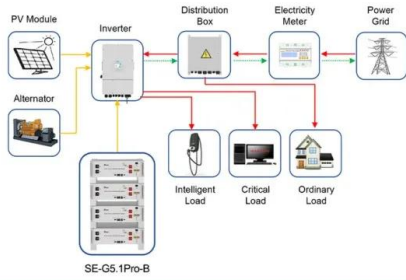 PV Module
Inverter
Distribution
Box
Electricity
Meter
Power
Grid
Alternator
Intelligent
Load
Critical
Load
Ordinary
Load
SE-G5.1Pro-B